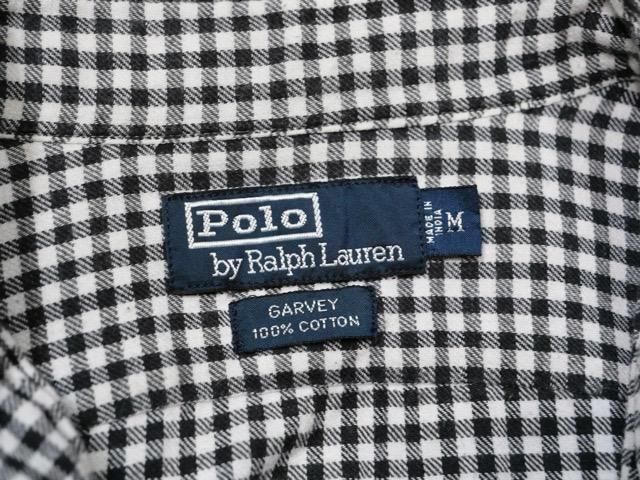 Polo
by Ralph Lauren
MADE IN
INDIA
M
GARVEY
100% COTTON